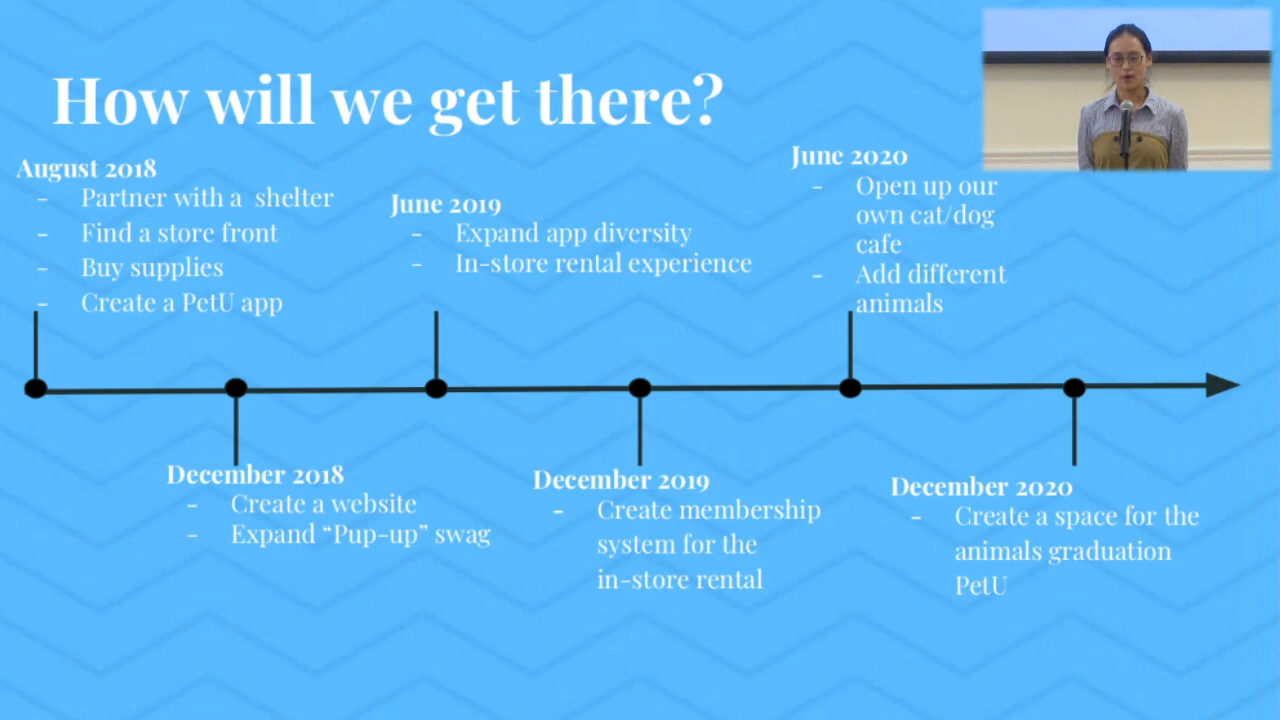 How will we get there?
August 2018
- Partner with a shelter
- Find a store front
- Buy supplies
- Create a PetU app
June 2019
- Expand app diversity
- In-store rental experience
June 2020
- Open up our
own cat/dog
cafe
- Add different
animals
December 2018
- Create a website
- Expand “Pup-up” swag
December 2019
- Create membership
system for the
in-store rental
December 2020
- Create a space for the
animals graduation
PetU